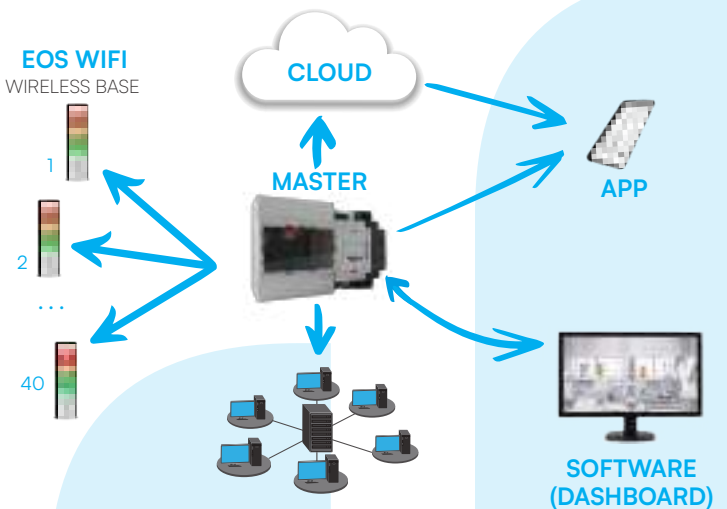 EOS WIFI
WIRELESS BASE
1
2
...
40
CLOUD
MASTER
APP
SOFTWARE
(DASHBOARD)